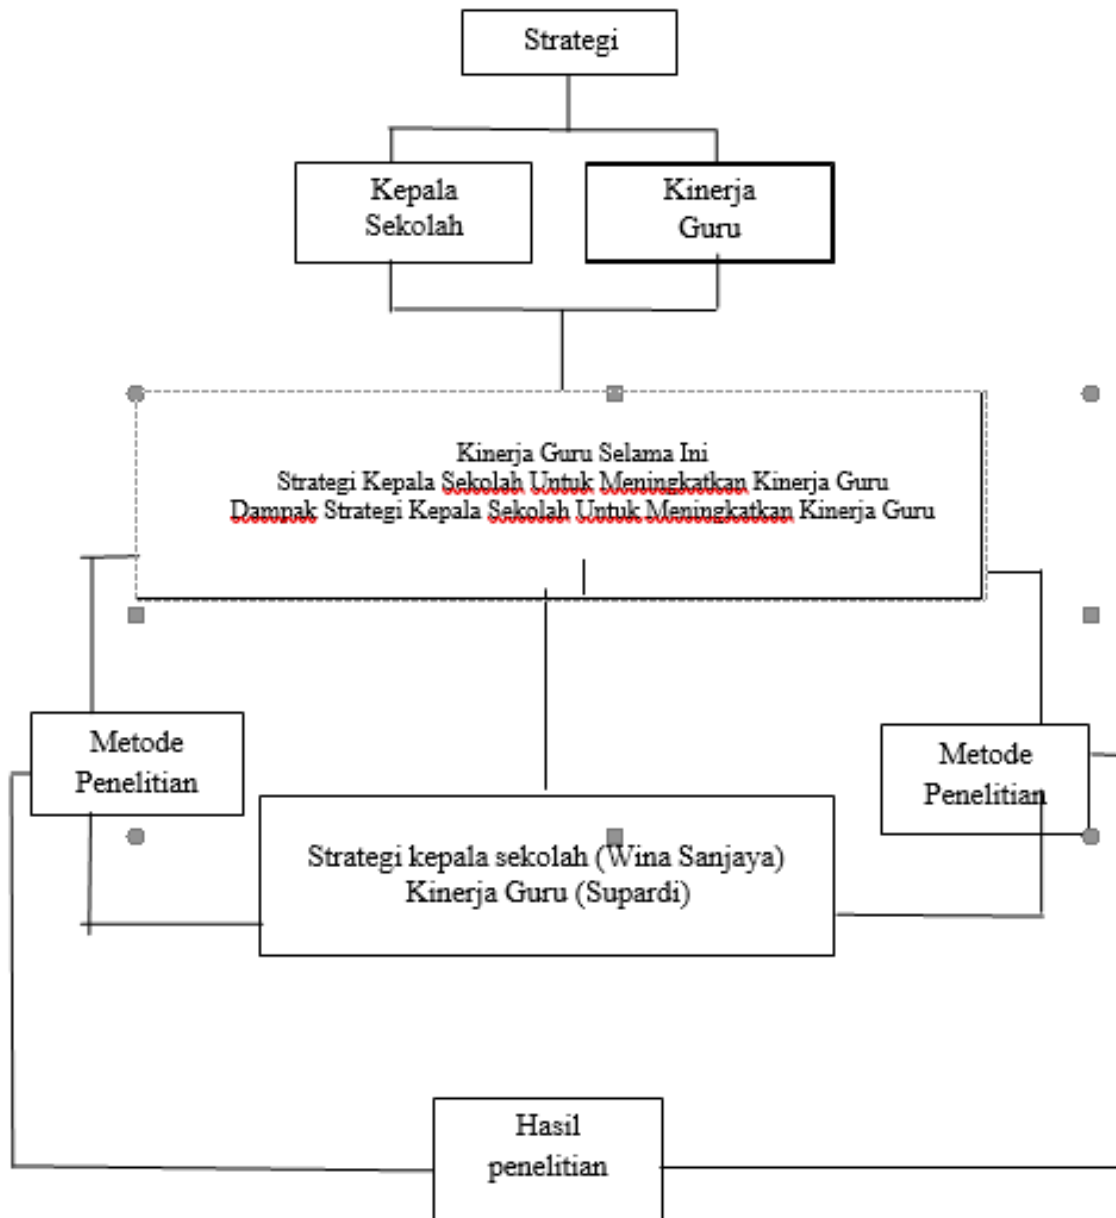 Strategi
Kepala
Sekolah
Kinerja
Guru
Kinerja Guru Selama Ini
Strategi Kepala Sekolah Untuk Meningkatkan Kinerja Guru
Dampak Strategi Kepala Sekolah Untuk Meningkatkan Kinerja Guru
Metode
Penelitian
Metode
Penelitian
Strategi kepala sekolah (Wina Sanjaya)
Kinerja Guru (Supardi)
Hasil
penelitian